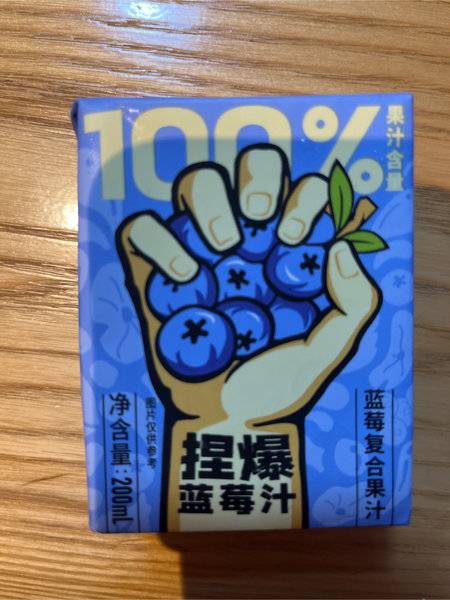 100%
果汁含量
捏爆
蓝莓汁
净含量:200mL
图片仅供参考
蓝莓复合果汁